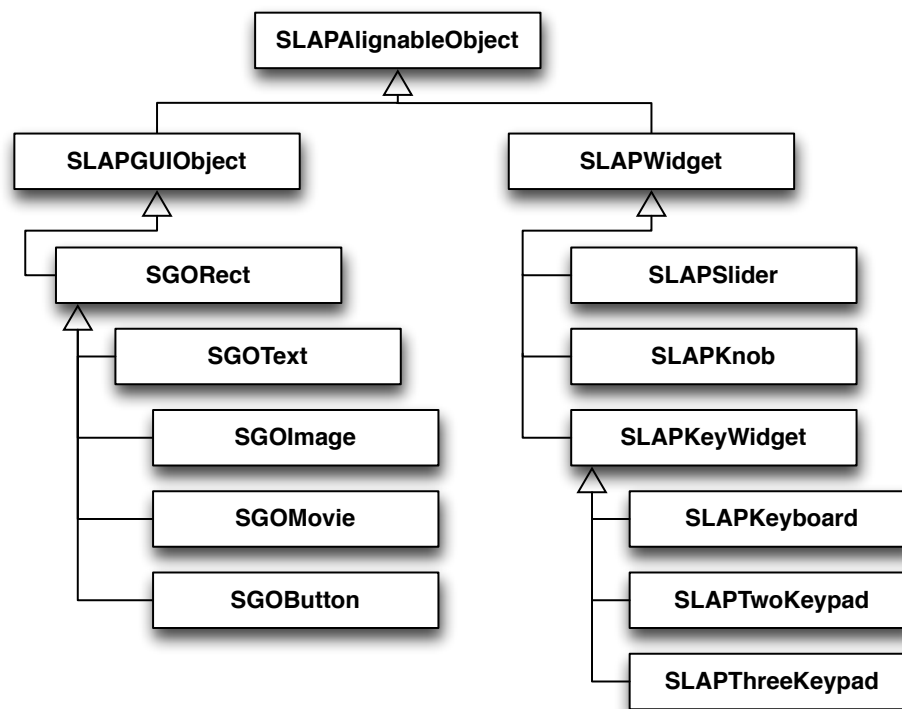 SLAPAlignableObject
SLAPGUIObject
SLAPWidget
SGORect
SLAPSlider
SGOText
SLAPKnob
SGOImage
SLAPKeyWidget
SGOMovie
SLAPKeyboard
SGOButton
SLAPTwoKeypad
SLAPThreeKeypad